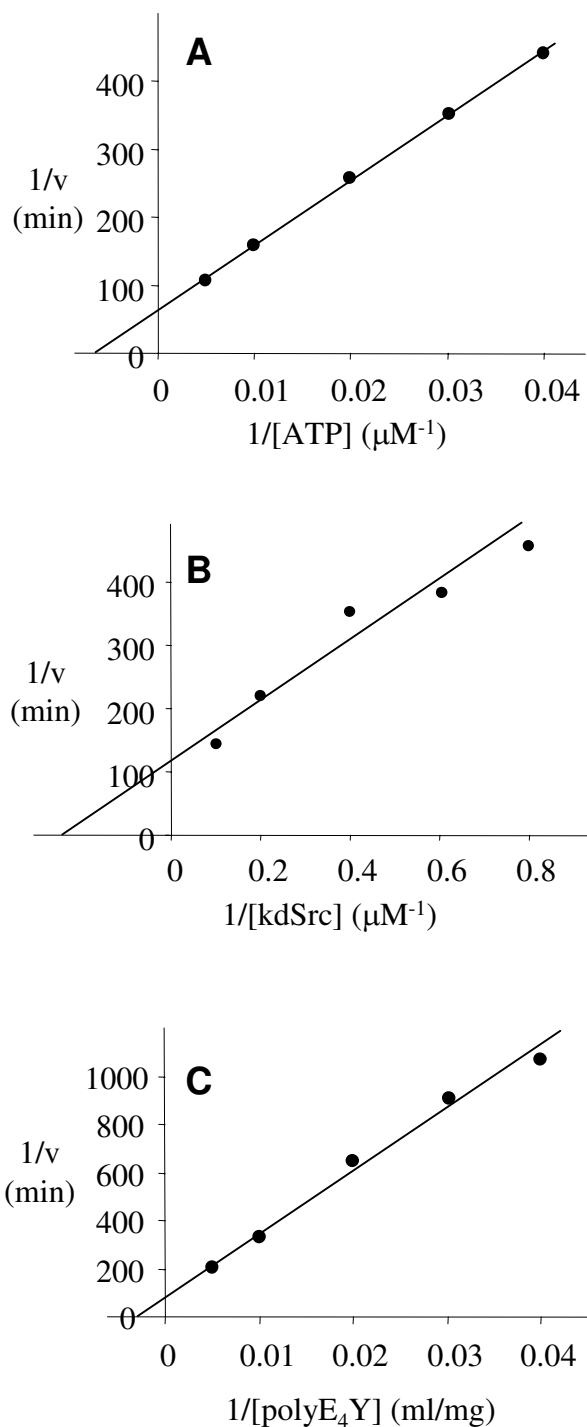 A
400
300
1/v
(min)
200
100
0
0 0.01 0.02 0.03 0.04
1/[ATP] (μM⁻¹)
B
400
300
1/v
(min)
200
100
0
0 0.2 0.4 0.6 0.8
1/[kdSrc] (μM⁻¹)
C
1000
800
1/v
(min)
600
400
200
0
0 0.01 0.02 0.03 0.04
1/[polyE₄Y] (ml/mg)